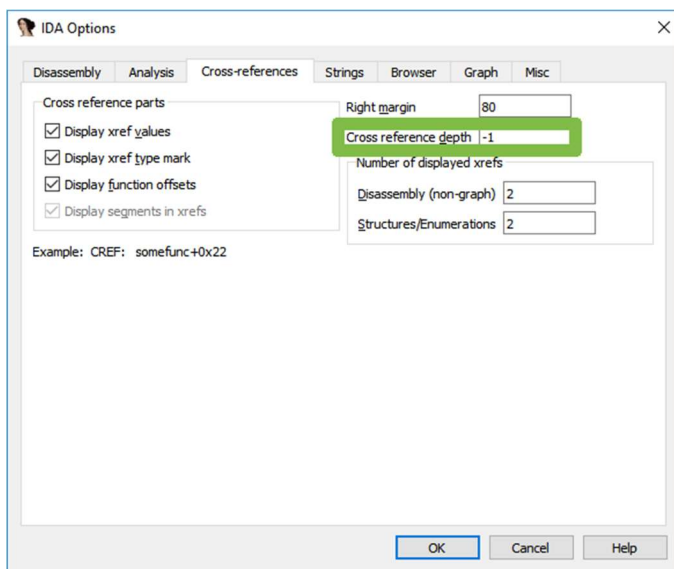 IDA Options
Disassembly Analysis Cross-references Strings Browser Graph Misc
Cross reference parts
Display xref values
Display xref type mark
Display function offsets
Display segments in xrefs
Example: CREF: somefunc+0x22
Right margin 80
Cross reference depth -1
Number of displayed xrefs
Disassembly (non-graph) 2
Structures/Enumerations 2
OK Cancel Help